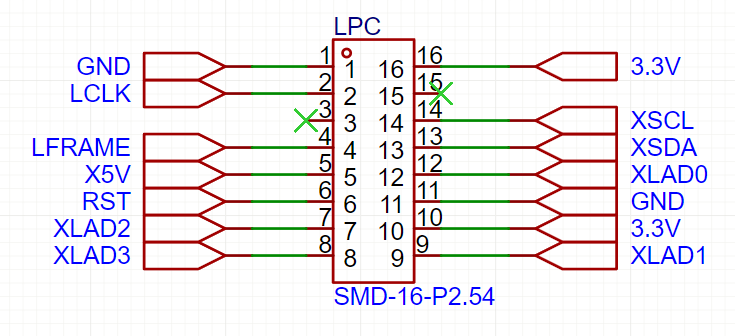 LPC
GND 1 1 16 16 3.3V
LCLK 2 2 15 15
3 3 14 14 XSCL
LFRAME 4 4 13 13 XSDA
X5V 5 5 12 12 XLAD0
RST 6 6 11 11 GND
XLAD2 7 7 10 10 3.3V
XLAD3 8 8 9 9 XLAD1
SMD-16-P2.54